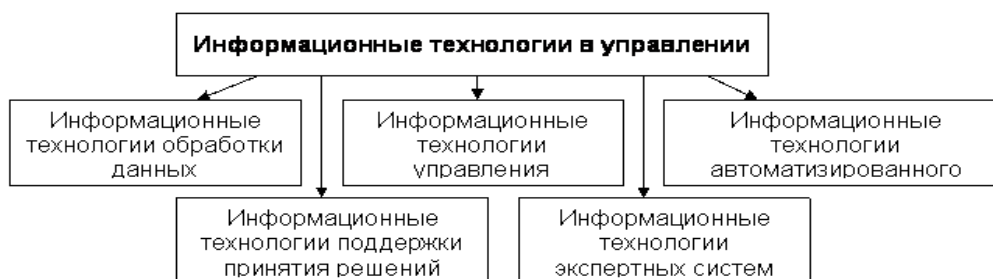 Информационные технологии в управлении
Информационные
технологии обработки
данных
Информационные
технологии
управления
Информационные
технологии
автоматизированного
Информационные
технологии поддержки
принятия решений
Информационные
технологии
экспертных систем